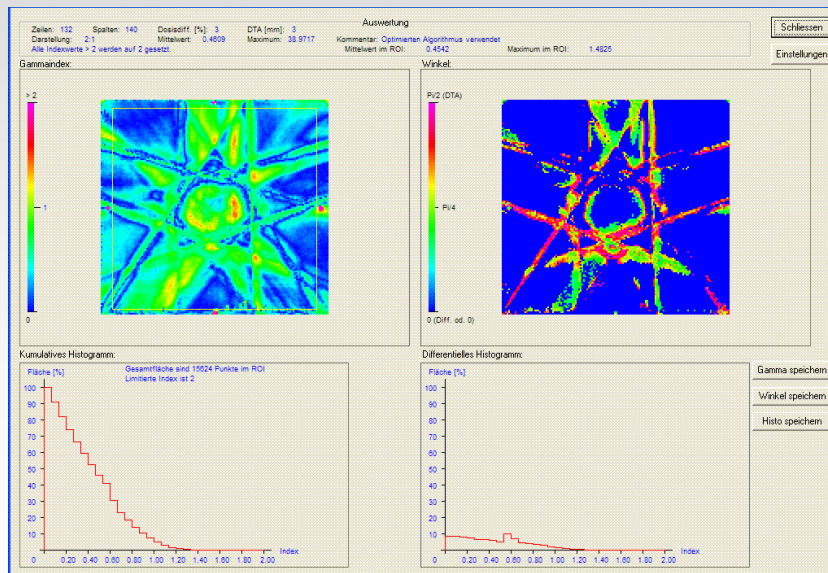 Auswertung
Zeilen: 132 Spalten: 140 Dosisdiff. [%]: 3 DTA [mm]: 3
Darstellung: 2:1 Mittelwert: 0.4609 Maximum: 38.9717 Kommentar: Optimierten Algorithmus verwendet
Alle Indexwerte > 2 werden auf 2 gesetzt. Mittelwert im ROI: 0.4542 Maximum im ROI: 1.4825
Schliessen
Einstellungen
Gammaindex:
> 2
1
0
Winkel:
Pi/2 (DTA)
Pi/4
0 (Diff. od. 0)
Kumulatives Histogramm:
Fläche [%]
Gesamtfläche sind 15624 Punkte im ROI
Limitierte Index ist 2
100
90
80
70
60
50
40
30
20
10
0 0.20 0.40 0.60 0.80 1.00 1.20 1.40 1.60 1.80 2.00
Index
Differentielles Histogramm:
Fläche [%]
100
90
80
70
60
50
40
30
20
10
0 0.20 0.40 0.60 0.80 1.00 1.20 1.40 1.60 1.80 2.00
Index
Gamma speichern
Winkel speichern
Histo speichern